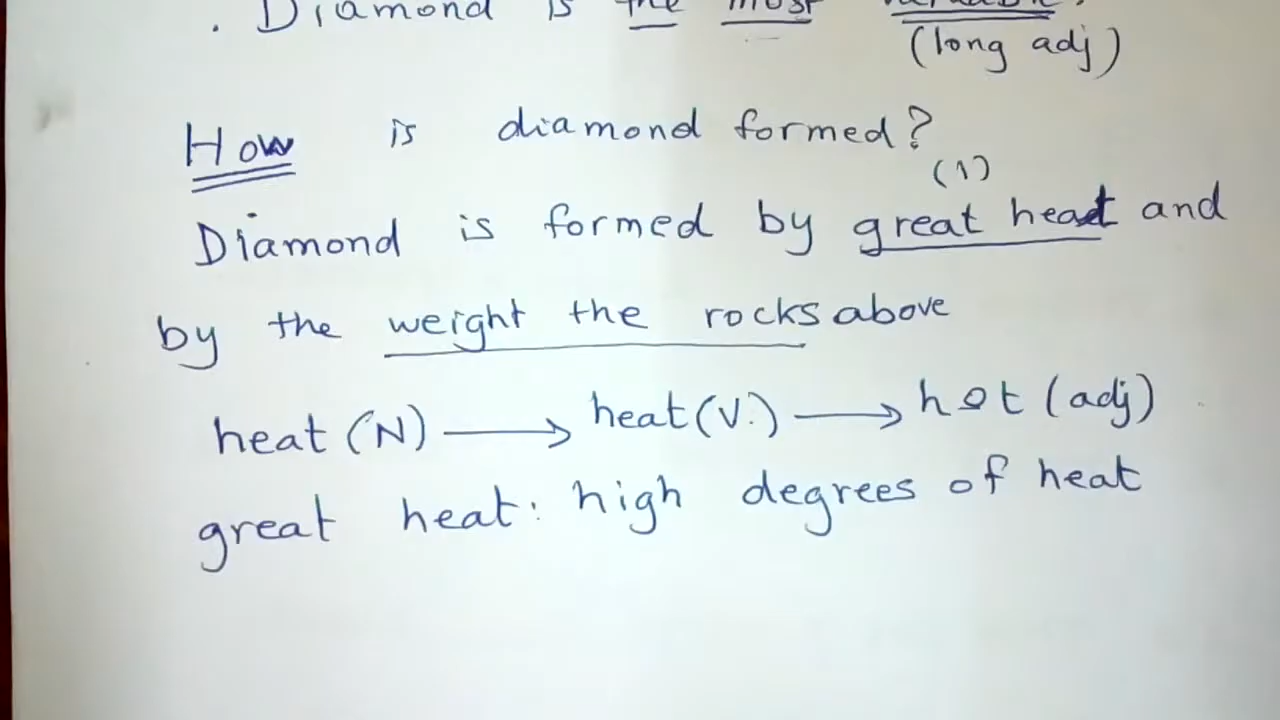 . Diamond is the most
(long adj)
How is diamond formed?
(1)
Diamond is formed by great heat and
by the weight the rocks above
heat (N) → heat (V.) → hot (adj)
great heat: high degrees of heat